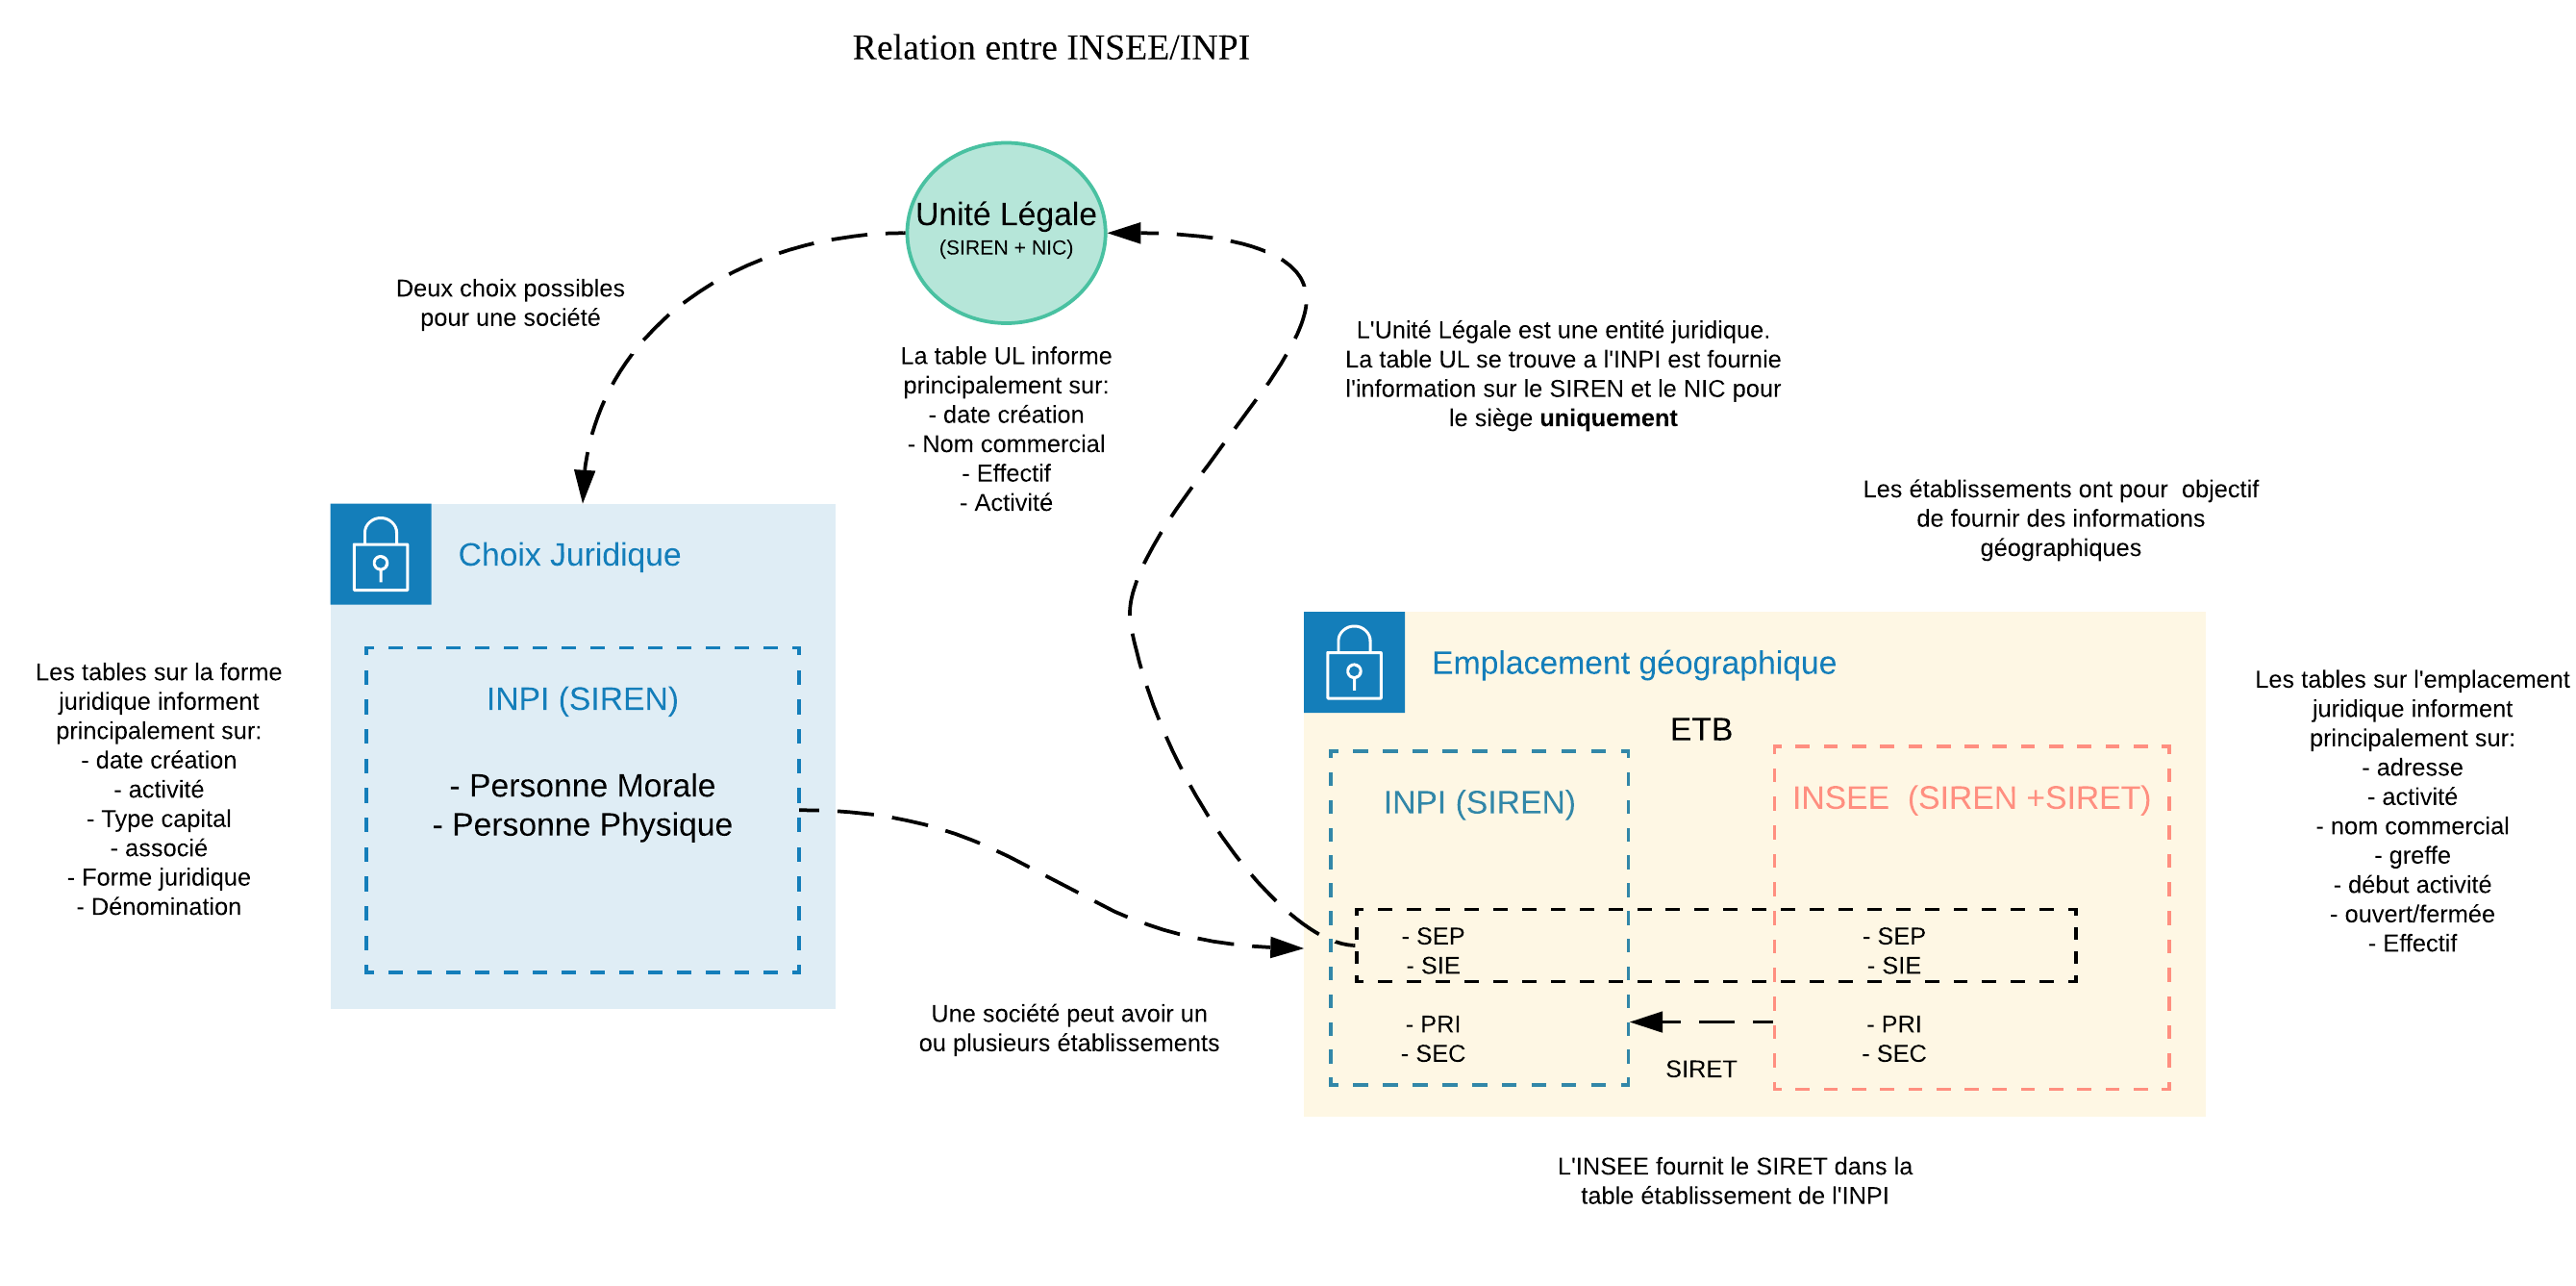 Relation entre INSEE/INPI
Unité Légale
(SIREN + NIC)
Deux choix possibles
pour une société
La table UL informe
principalement sur:
- date création
- Nom commercial
- Effectif
- Activité
L'Unité Légale est une entité juridique.
La table UL se trouve a l'INPI est fournie
l'information sur le SIREN et le NIC pour
le siège uniquement
Les établissements ont pour  objectif
de fournir des informations
géographiques
Choix Juridique
INPI (SIREN)
- Personne Morale
- Personne Physique
Les tables sur la forme
juridique informent
principalement sur:
- date création
- activité
- Type capital
- associé
- Forme juridique
- Dénomination
Une société peut avoir un
ou plusieurs établissements
Emplacement géographique
ETB
INPI (SIREN)
- SEP
- SIE
- PRI
- SEC
SIRET
INSEE  (SIREN +SIRET)
- SEP
- SIE
- PRI
- SEC
Les tables sur l'emplacement
juridique informent
principalement sur:
- adresse
- activité
- nom commercial
- greffe
- début activité
- ouvert/fermée
- Effectif
L'INSEE fournit le SIRET dans la
table établissement de l'INPI